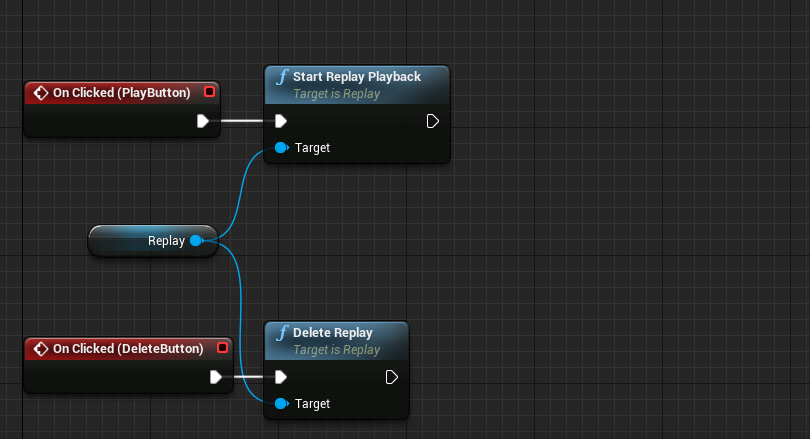 On Clicked (PlayButton)
Start Replay Playback
Target is Replay
Target
Replay
On Clicked (DeleteButton)
Delete Replay
Target is Replay
Target